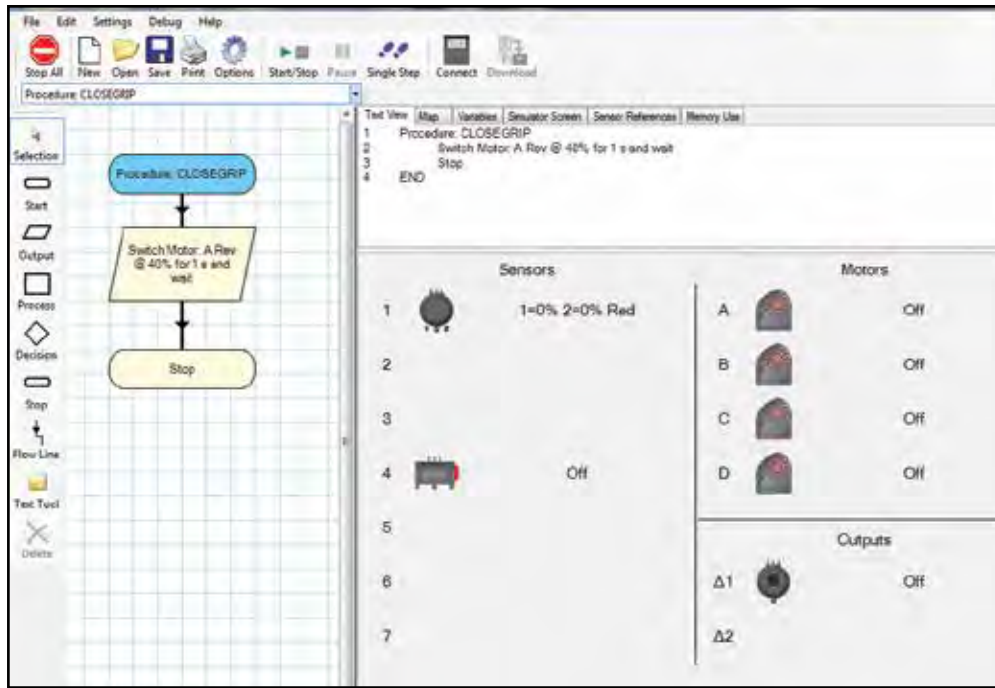 File Edit Settings Debug Help
Stop All New Open Save Print Options Start/Stop Pause Single Step Connect Download
Procedure: CLOSEGRIP
Text View Map Variables Simulator Screen Sensor References Memory Use
1 Procedure: CLOSEGRIP
2 Switch Motor: A Rev @ 40% for 1 s and wait
3 Stop
4 END
Selection
Start
Output
Process
Decision
Stop
Flow Line
Text Tool
Delete
Procedure: CLOSEGRIP
Switch Motor: A Rev
@ 40% for 1 s and
wait
Stop
Sensors
1 1=0% 2=0% Red
2
3
4 Off
5
6
7
Motors
A Off
B Off
C Off
D Off
Outputs
Δ1 Off
Δ2